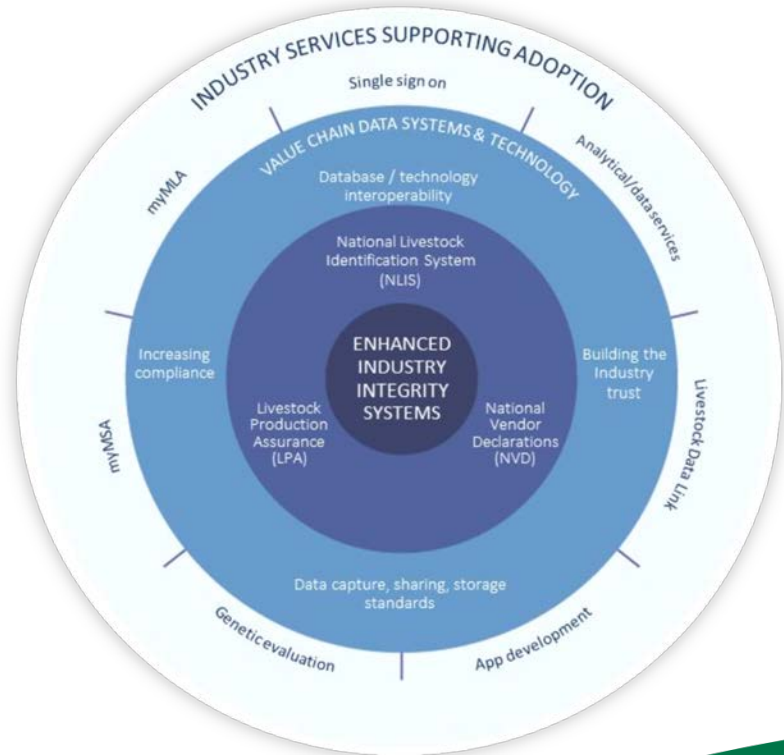 INDUSTRY SERVICES SUPPORTING ADOPTION
Single sign on
Analytical/data services
Livestock Data Link
App development
Genetic evaluation
myMSA
myMLA
VALUE CHAIN DATA SYSTEMS & TECHNOLOGY
Database / technology
interoperability
Building the
Industry
trust
Data capture, sharing, storage
standards
Increasing
compliance
National Livestock
Identification System
(NLIS)
National
Vendor
Declarations
(NVD)
Livestock
Production
Assurance
(LPA)
ENHANCED
INDUSTRY
INTEGRITY
SYSTEMS